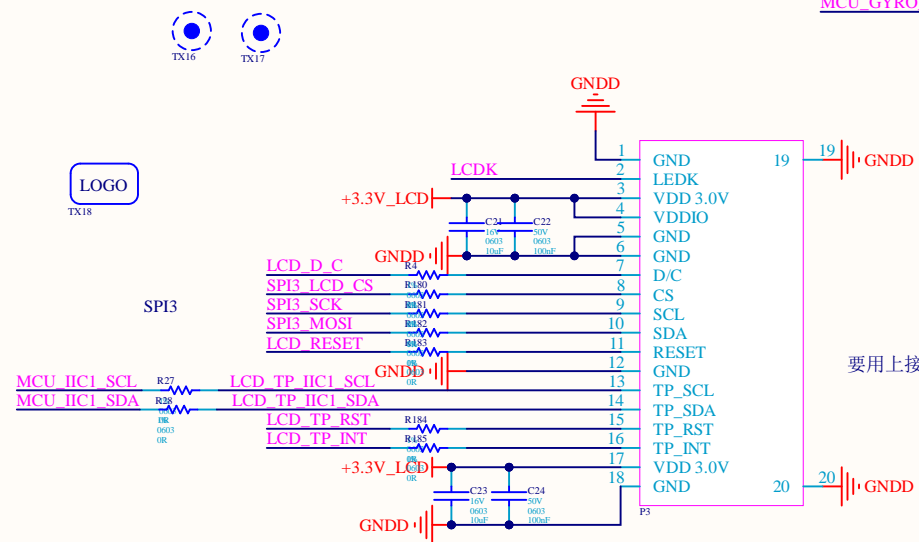 MCU_GYRO
TX16
TX17
GNDD
LOGO
TX18
1 GND 19 19 GNDD
LCDK 2 LEDK
+3.3V_LCD 3 VDD 3.0V
4 VDDIO
C21 16V 0603 10uF
C22 50V 0603 100nF
5 GND
GNDD 6 GND
LCD_D_C R4 7 D/C
SPI3_LCD_CS R180 8 CS
SPI3
SPI3_SCK R181 9 SCL
SPI3_MOSI R182 10 SDA
LCD_RESET R183 11 RESET
GNDD 12 GND
要用上接
MCU_IIC1_SCL R27 LCD_TP_IIC1_SCL 13 TP_SCL
MCU_IIC1_SDA R28 LCD_TP_IIC1_SDA 14 TP_SDA
0603
0R
LCD_TP_RST R184 15 TP_RST
LCD_TP_INT R185 16 TP_INT
+3.3V_LCD 17 VDD 3.0V
0R
18 GND 20 20 GNDD
C23 16V 0603 10uF
C24 50V 0603 100nF
P3
GNDD